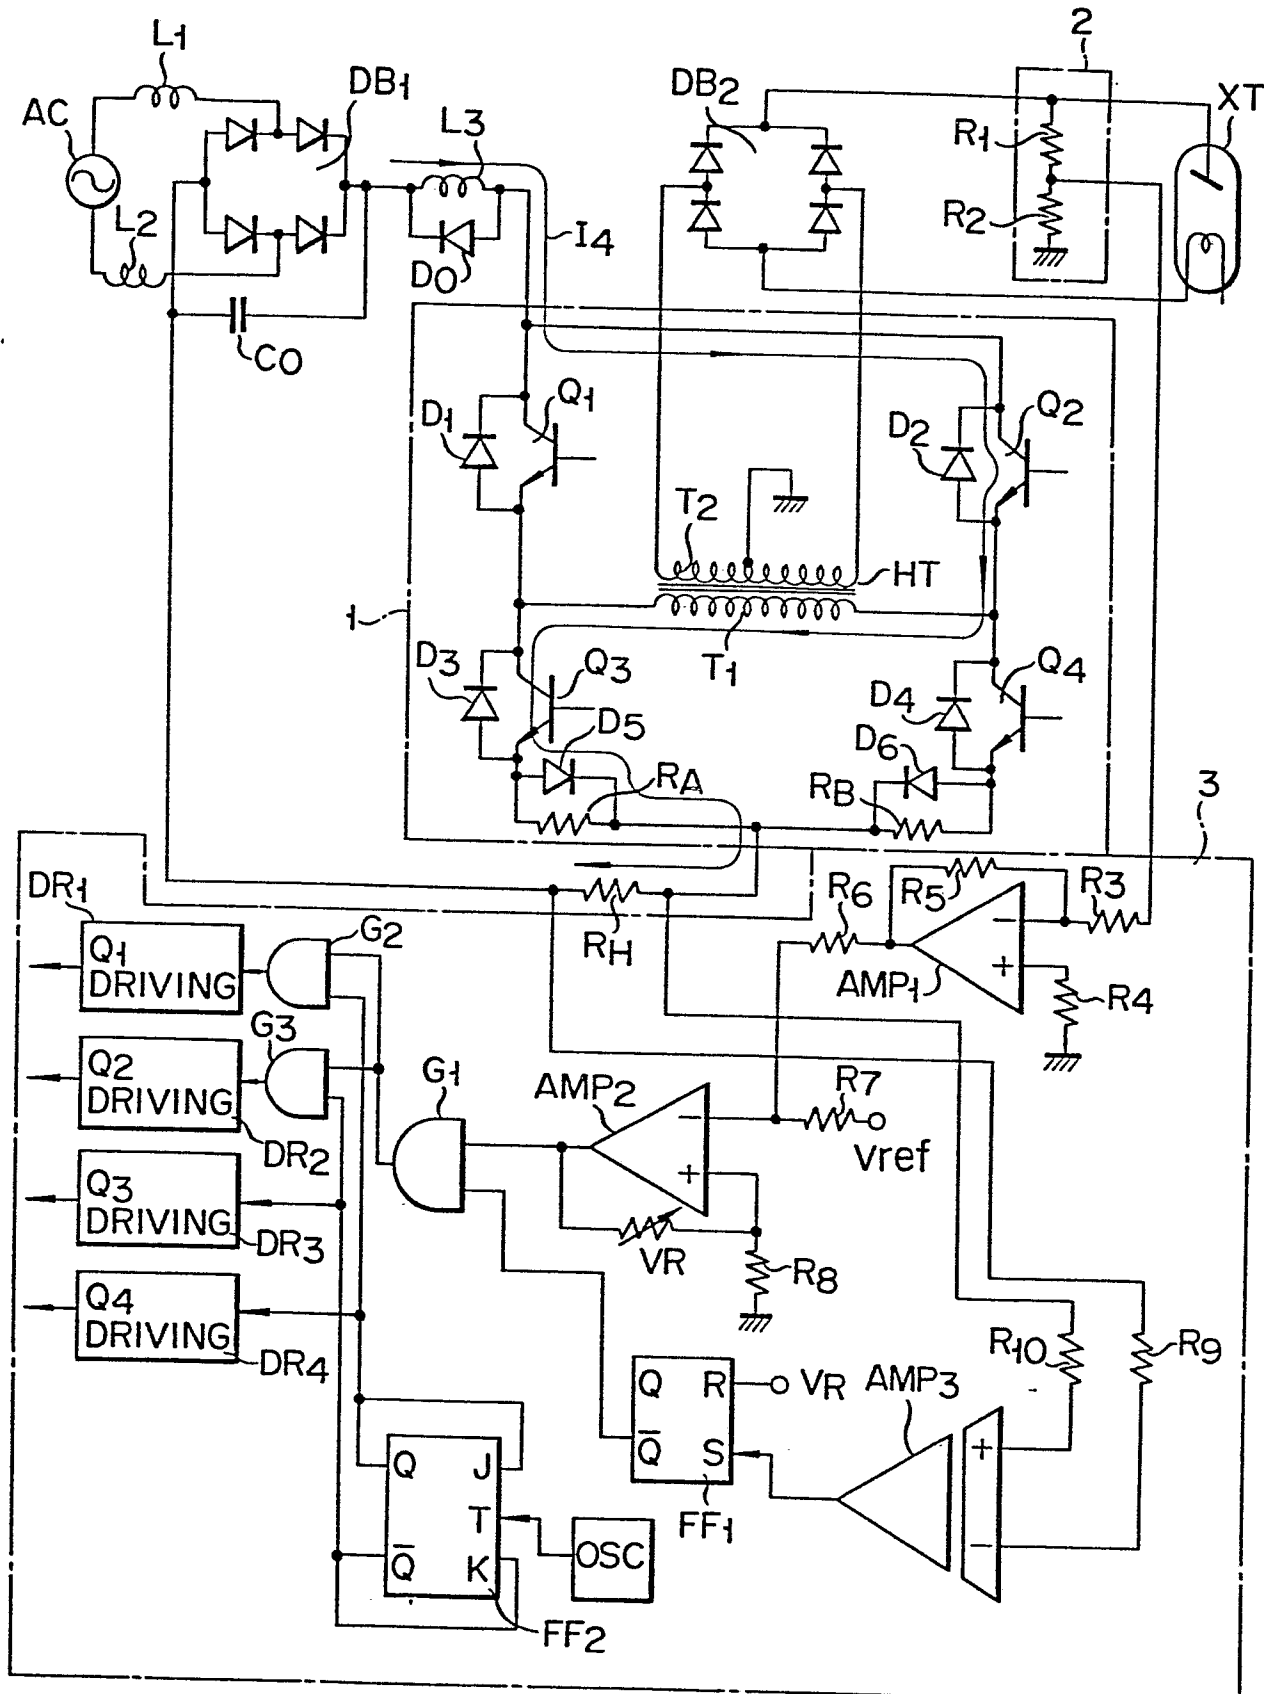 L1
2
AC
DB1
DB2
XT
L3
R1
L2
I4
R2
D0
C0
D1
Q1
D2
Q2
T2
HT
1
T1
D3
Q3
D4
Q4
D5
D6
RA
RB
3
DR1
R6
R5
R3
Q1
DRIVING
G2
RH
−
+
AMP1
R4
G3
Q2
DRIVING
G1
AMP2
R7
−
DR2
Vref
+
Q3
DRIVING
DR3
VR
R8
Q4
DRIVING
DR4
R10
R9
Q
R
VR
AMP3
Q̅
S
+
Q
J
FF1
T
−
Q̅
K
OSC
FF2